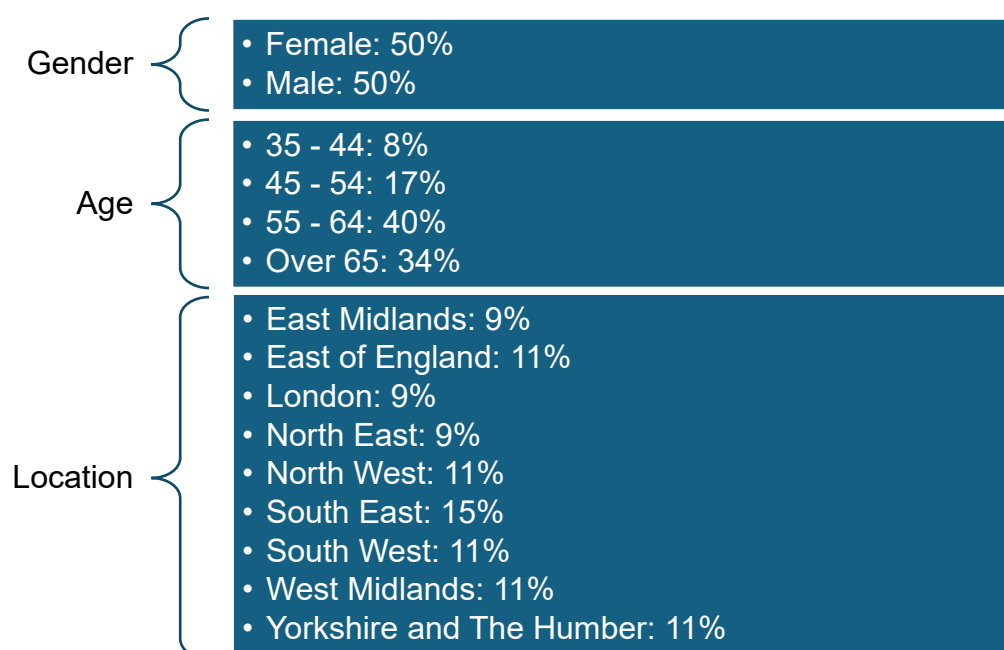 Gender
• Female: 50%
• Male: 50%
Age
• 35 - 44: 8%
• 45 - 54: 17%
• 55 - 64: 40%
• Over 65: 34%
Location
• East Midlands: 9%
• East of England: 11%
• London: 9%
• North East: 9%
• North West: 11%
• South East: 15%
• South West: 11%
• West Midlands: 11%
• Yorkshire and The Humber: 11%